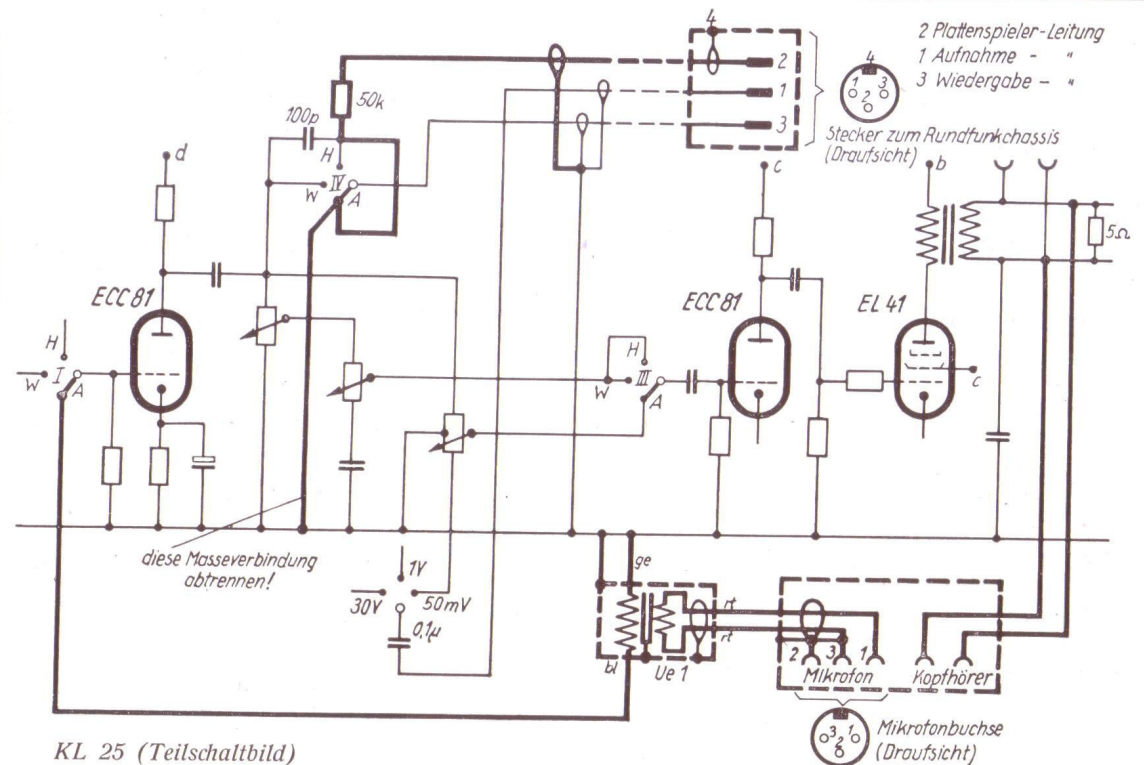 4
2 Plattenspieler-Leitung
1 Aufnahme - "
3 Wiedergabe - "
2
1
3
4
1 3
2
Stecker zum Rundfunkchassis
(Draufsicht)
50k
100p
H
W IV A
d
c
b
5Ω
ECC 81
ECC 81
EL 41
H
W I A
H
W III A
c
diese Masseverbindung
abtrennen!
1V
30V
50mV
0,1µ
ge
rt
rt
bl
Ue 1
2 3 1
Mikrofon
Kopfhörer
3 1
2
Mikrofonbuchse
(Draufsicht)
KL 25 (Teilschaltbild)